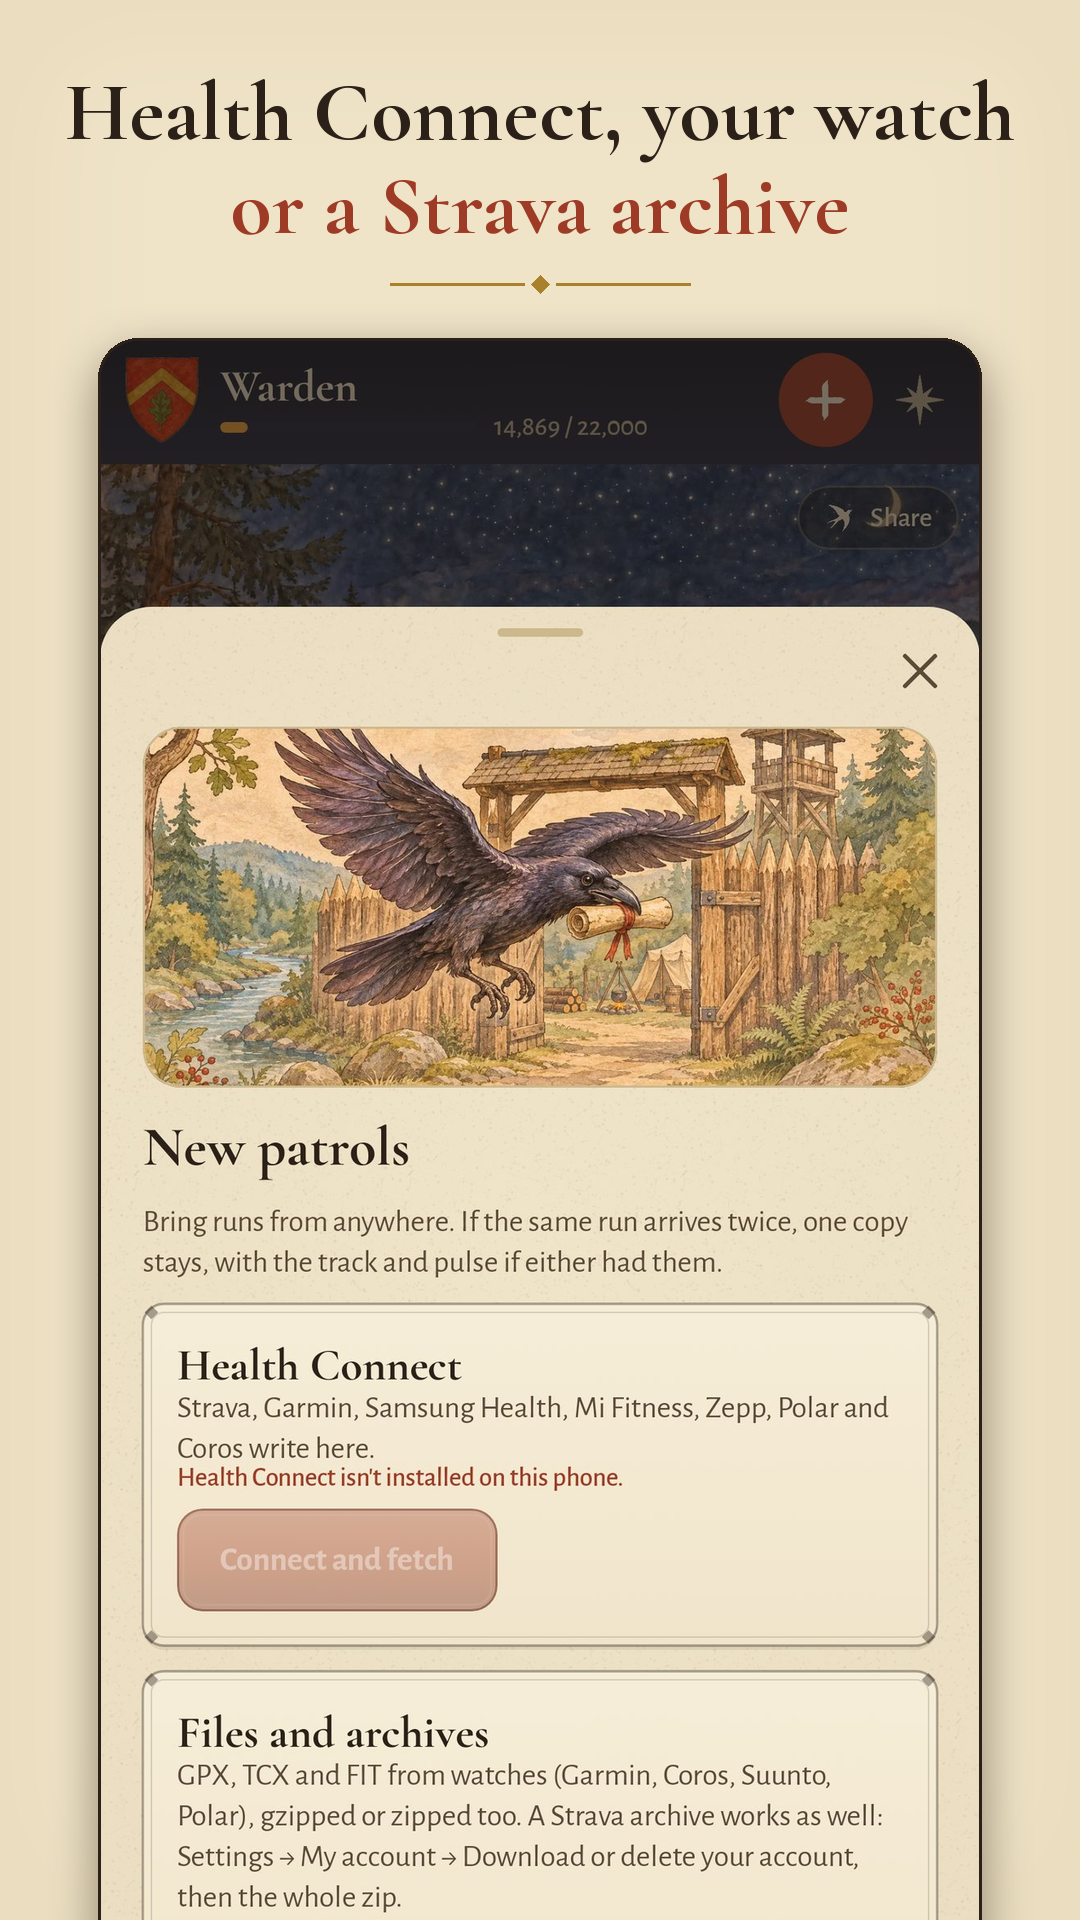 Health Connect, your watch
or a Strava archive
Warden
14,869 / 22,000
Share
New patrols
Bring runs from anywhere. If the same run arrives twice, one copy
stays, with the track and pulse if either had them.
Health Connect
Strava, Garmin, Samsung Health, Mi Fitness, Zepp, Polar and
Coros write here.
Health Connect isn't installed on this phone.
Connect and fetch
Files and archives
GPX, TCX and FIT from watches (Garmin, Coros, Suunto,
Polar), gzipped or zipped too. A Strava archive works as well:
Settings → My account → Download or delete your account,
then the whole zip.